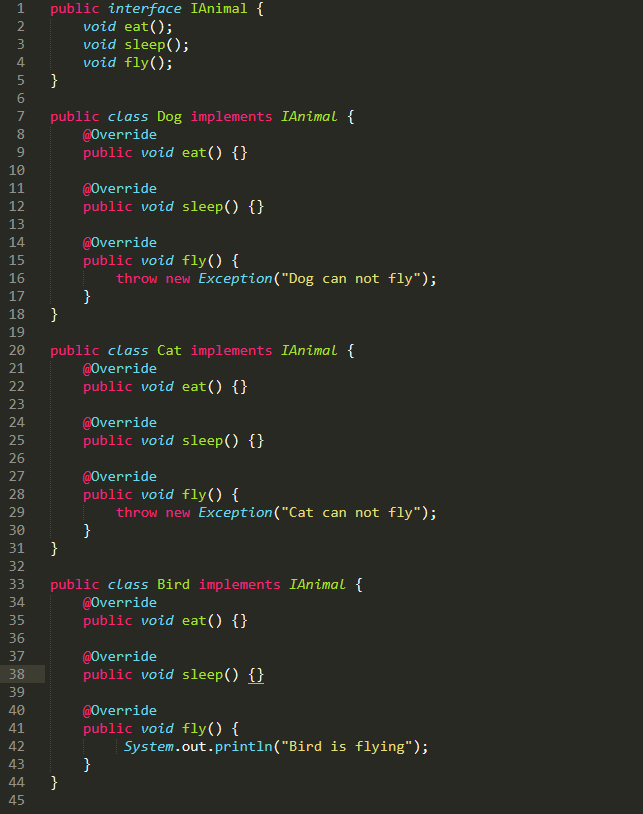 1 public interface IAnimal {
2     void eat();
3     void sleep();
4     void fly();
5 }
6
7 public class Dog implements IAnimal {
8     @Override
9     public void eat() {}
10
11     @Override
12     public void sleep() {}
13
14     @Override
15     public void fly() {
16         throw new Exception("Dog can not fly");
17     }
18 }
19
20 public class Cat implements IAnimal {
21     @Override
22     public void eat() {}
23
24     @Override
25     public void sleep() {}
26
27     @Override
28     public void fly() {
29         throw new Exception("Cat can not fly");
30     }
31 }
32
33 public class Bird implements IAnimal {
34     @Override
35     public void eat() {}
36
37     @Override
38     public void sleep() {}
39
40     @Override
41     public void fly() {
42          System.out.println("Bird is flying");
43     }
44 }
45